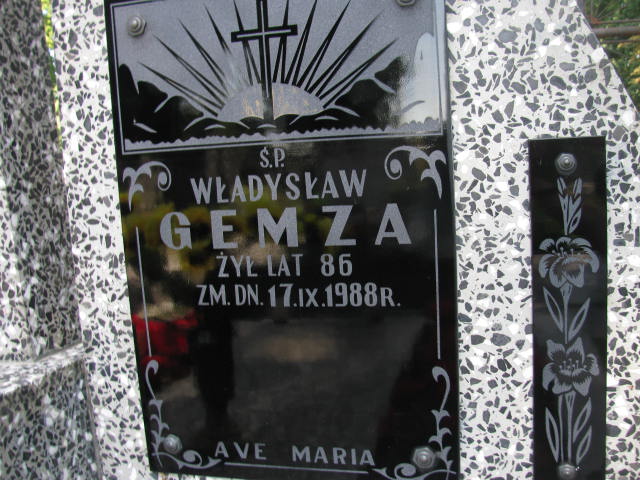 Ś.P.
WŁADYSŁAW
GEMZA
ŻYŁ LAT 86
ZM. DN. 17.IX.1988R.
AVE MARIA